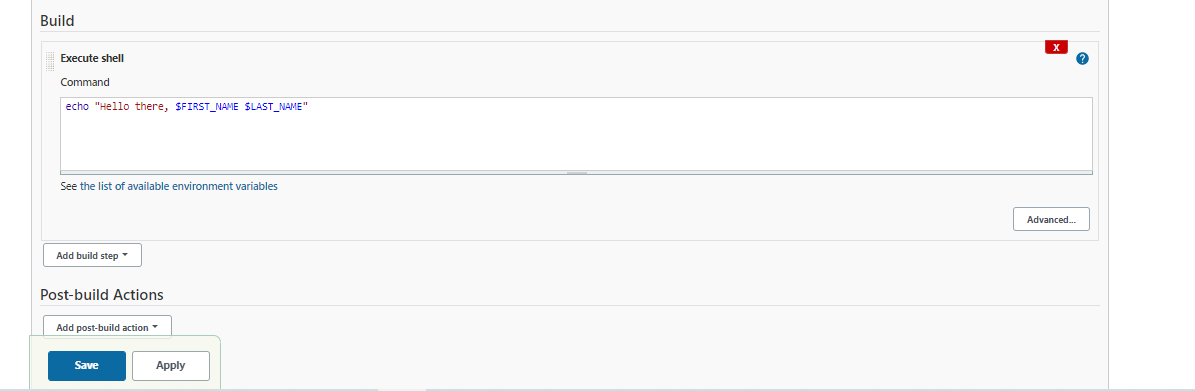 Build
X
Execute shell
?
Command
echo "Hello there, $FIRST_NAME $LAST_NAME"
See the list of available environment variables
Advanced...
Add build step
Post-build Actions
Add post-build action
Save Apply